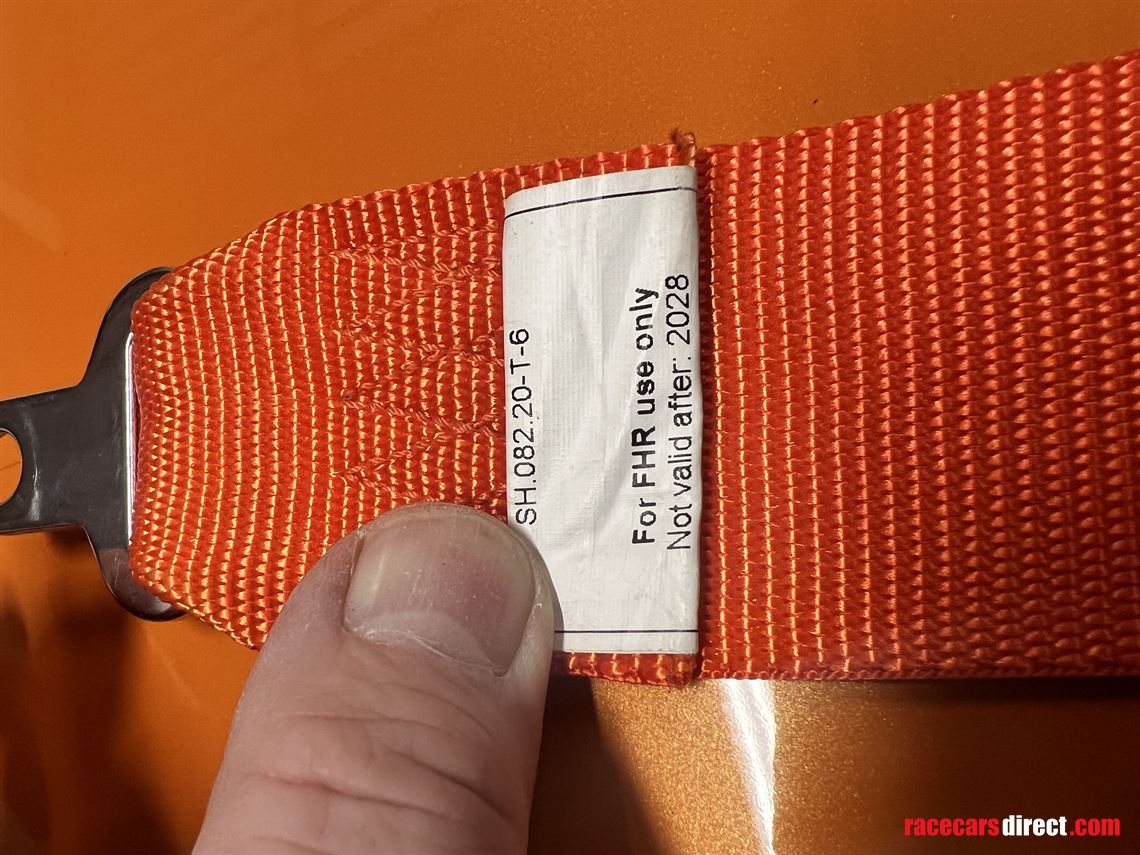 SH.082.20-T-6
For FHR use only
Not valid after: 2028
racecarsdirect.com